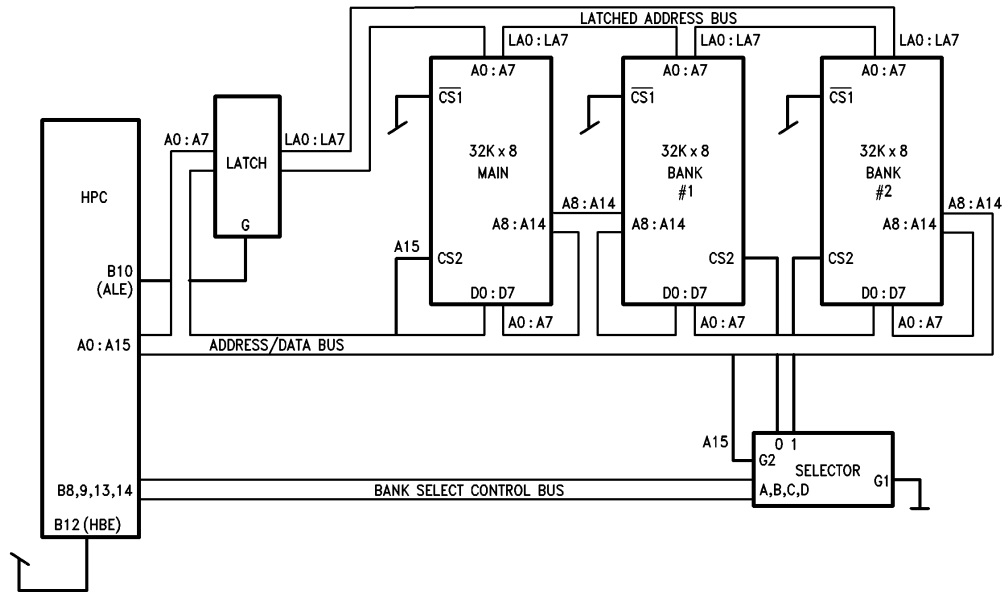 LATCHED ADDRESS BUS
LA0:LA7
LA0:LA7
LA0:LA7
A0:A7
A0:A7
A0:A7
CS1
CS1
CS1
A0:A7
LA0:LA7
LATCH
G
32K x 8
MAIN
32K x 8
BANK
#1
32K x 8
BANK
#2
HPC
A8:A14
A8:A14
A8:A14
A8:A14
A8:A14
A15
CS2
CS2
CS2
B10
(ALE)
D0:D7
D0:D7
D0:D7
A0:A7
A0:A7
A0:A7
A0:A15
ADDRESS/DATA BUS
A15
0 1
G2
SELECTOR
G1
A,B,C,D
B8,9,13,14
BANK SELECT CONTROL BUS
B12(HBE)